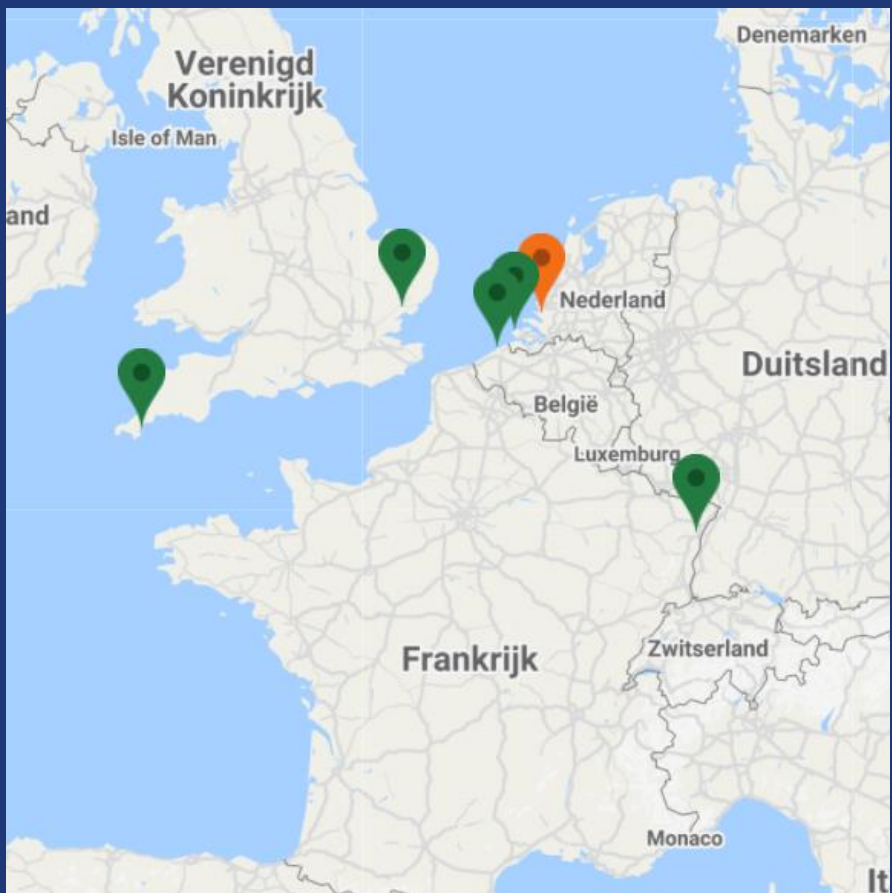 Denemarken
Verenigd
Koninkrijk
Isle of Man
and
Nederland
Duitsland
België
Luxemburg
Zwitserland
Frankrijk
Monaco
It